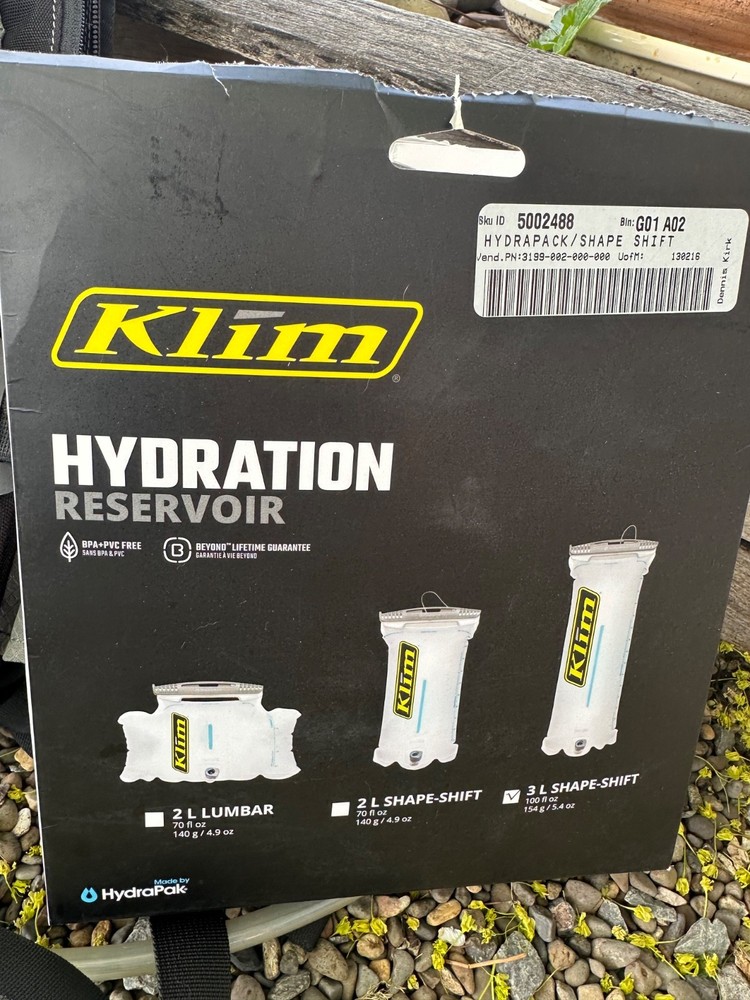 Sku ID 5002488 Bin: G01 A02
HYDRAPACK/SHAPE SHIFT
Vend.PN:3199-002-000-000 UofM: 130216
Dennis Kirk
Klim®
HYDRATION
RESERVOIR
BPA+PVC FREE
SANS BPA & PVC
B
BEYOND™ LIFETIME GUARANTEE
GARANTIE À VIE BEYOND
Klim
Klim
Klim
2 L LUMBAR
70 fl oz
140 g / 4.9 oz
2 L SHAPE-SHIFT
70 fl oz
140 g / 4.9 oz
3 L SHAPE-SHIFT
100 fl oz
154 g / 5.4 oz
Made by
HydraPak